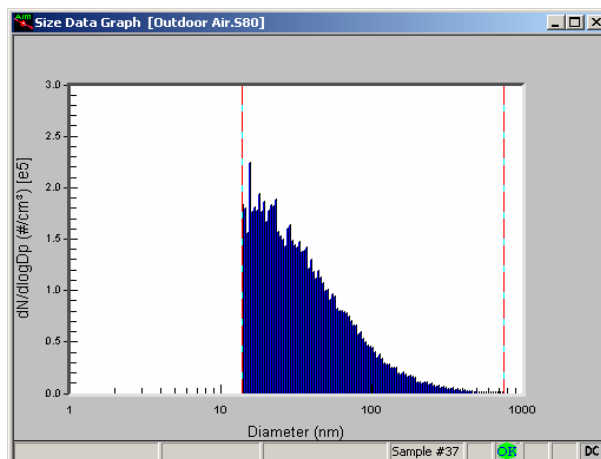 Aim Size Data Graph [Outdoor Air.S80]
3.0
2.5
2.0
1.5
1.0
0.5
0.0
dN/dlogDp (#/cm³) [e5]
1 10 100 1000
Diameter (nm)
Sample #37 OK DC